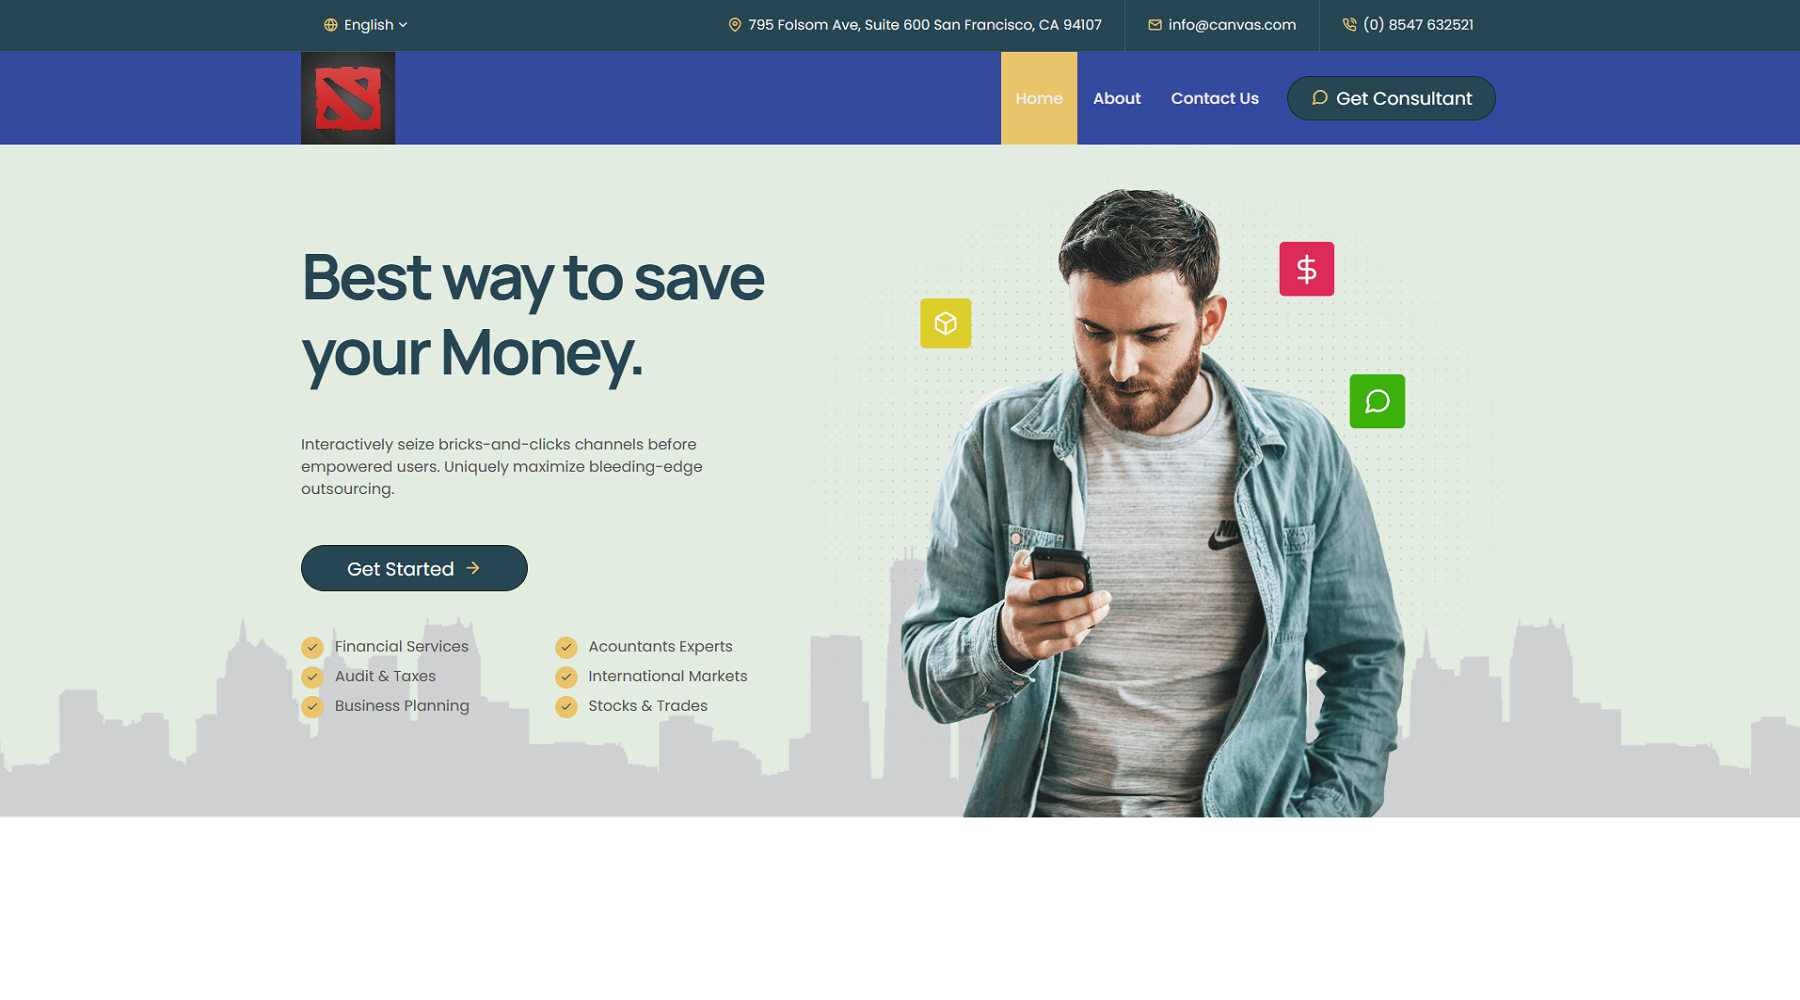 English
795 Folsom Ave, Suite 600 San Francisco, CA 94107
info@canvas.com
(0) 8547 632521
Home
About
Contact Us
Get Consultant
Best way to save
your Money.
Interactively seize bricks-and-clicks channels before
empowered users. Uniquely maximize bleeding-edge
outsourcing.
Get Started
Financial Services
Acountants Experts
Audit & Taxes
International Markets
Business Planning
Stocks & Trades